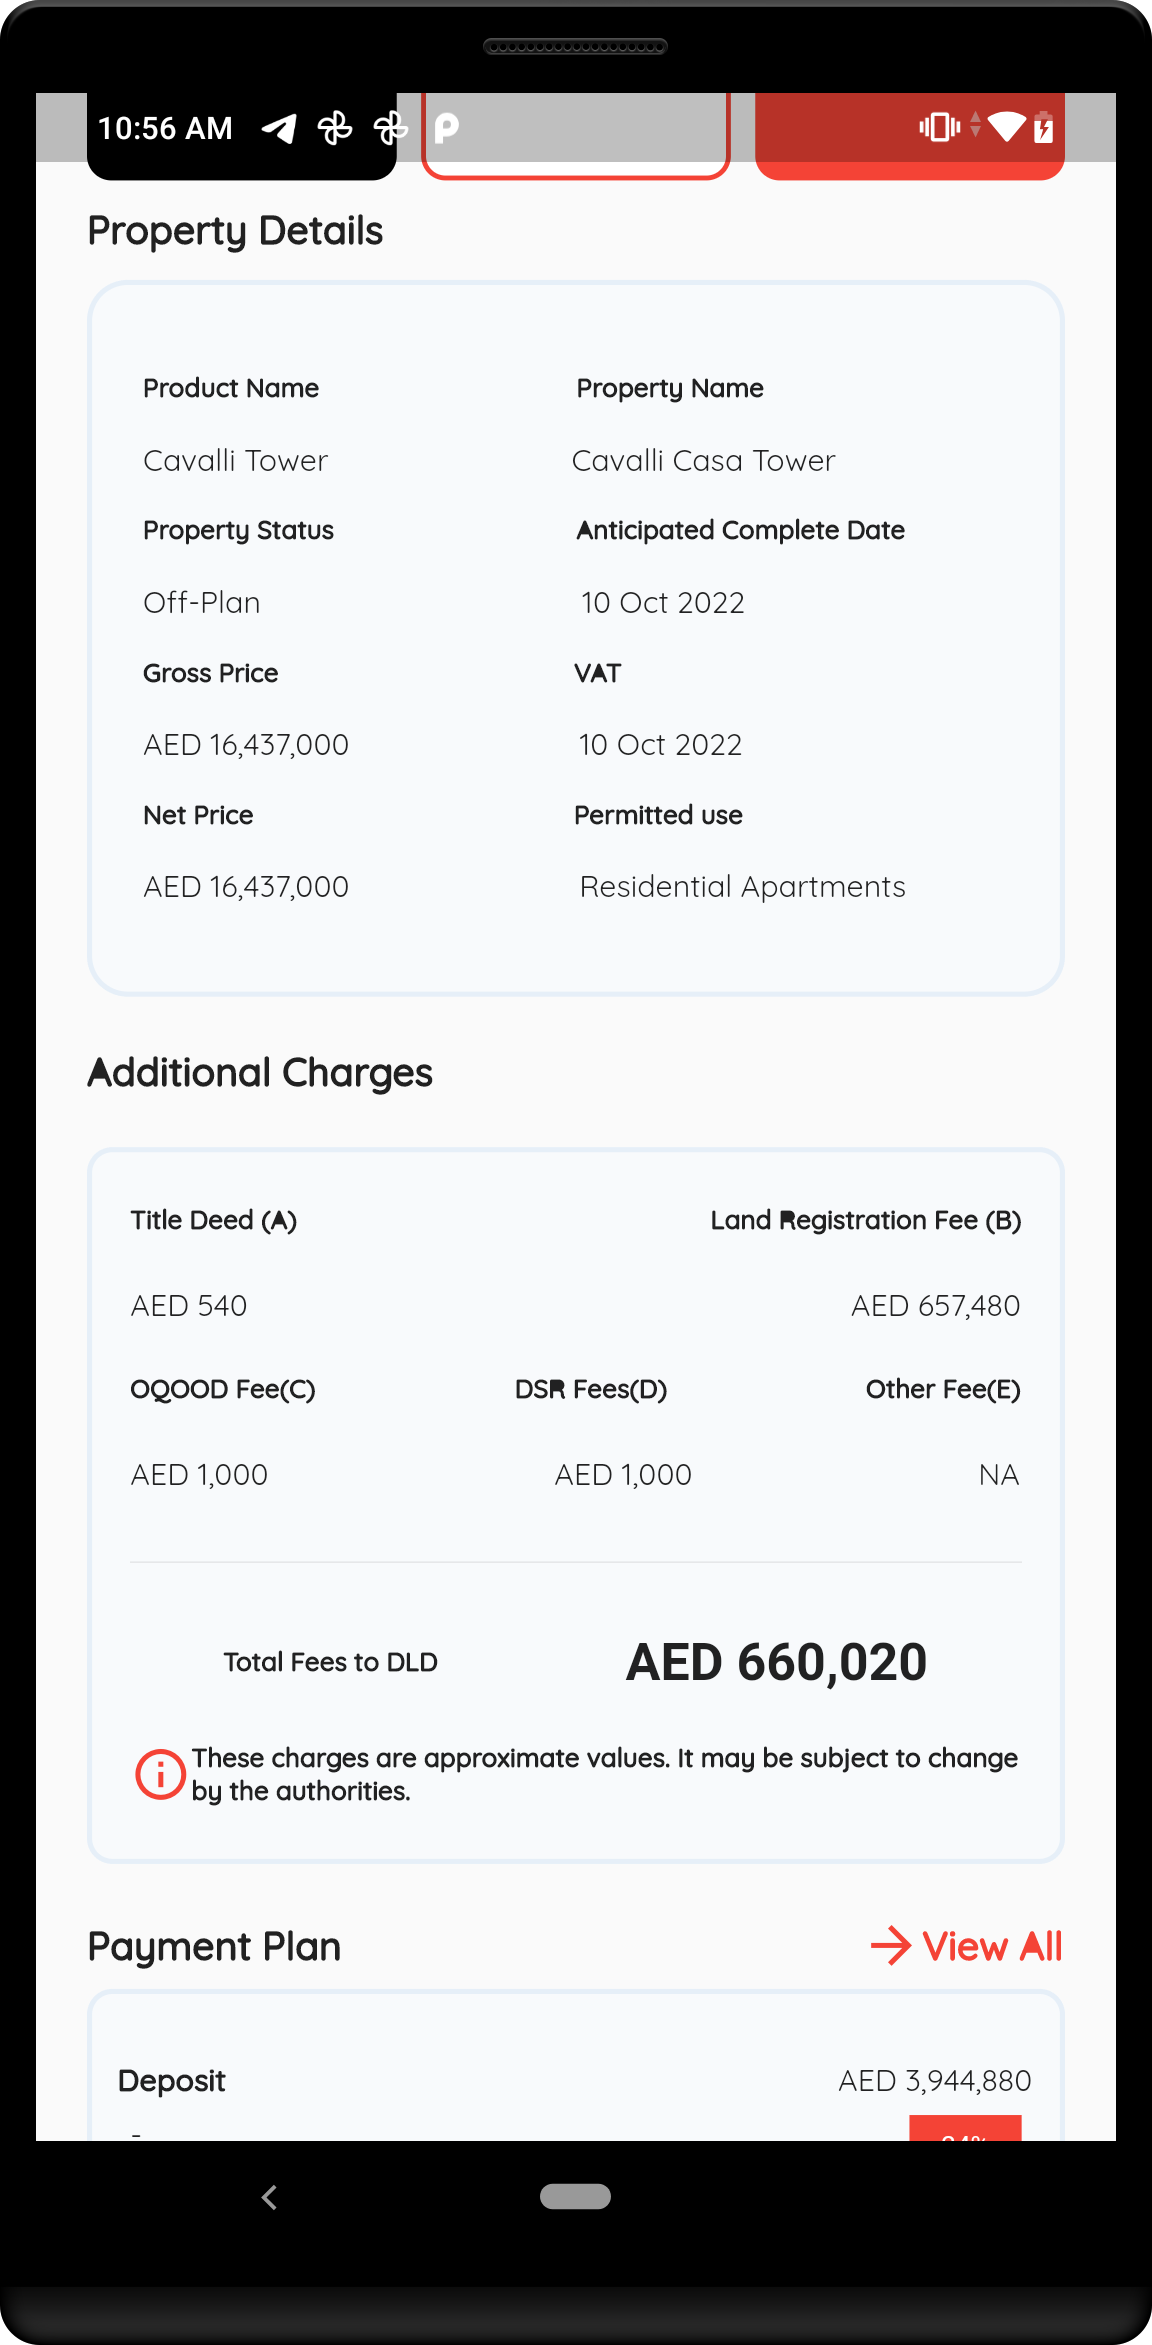 10:56 AM
Property Details
Product Name Property Name
Cavalli Tower Cavalli Casa Tower
Property Status Anticipated Complete Date
Off-Plan 10 Oct 2022
Gross Price VAT
AED 16,437,000 10 Oct 2022
Net Price Permitted use
AED 16,437,000 Residential Apartments
Additional Charges
Title Deed (A) Land Registration Fee (B)
AED 540 AED 657,480
OQOOD Fee(C) DSR Fees(D) Other Fee(E)
AED 1,000 AED 1,000 NA
Total Fees to DLD AED 660,020
These charges are approximate values. It may be subject to change
by the authorities.
Payment Plan View All
Deposit AED 3,944,880
-